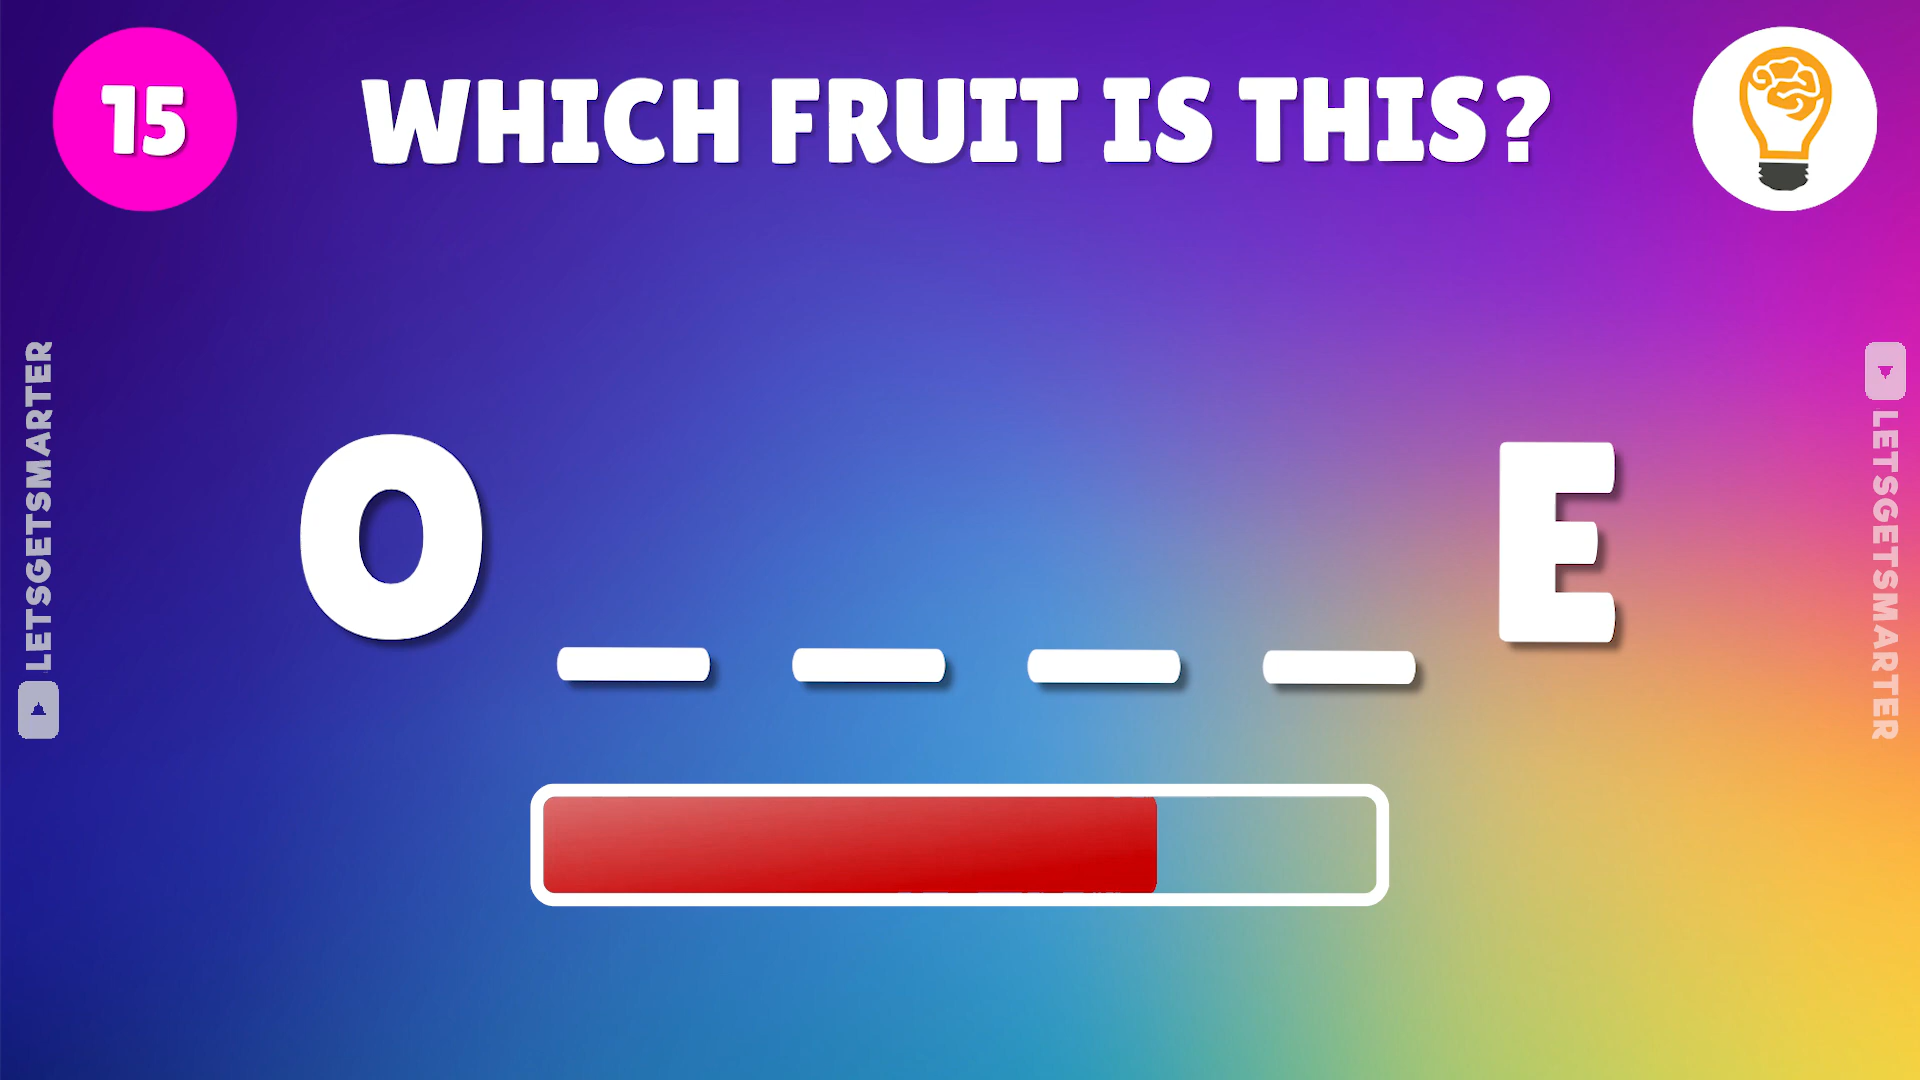 15
WHICH FRUIT IS THIS?
O _ _ _ _ E
LETSGETSMARTER
LETSGETSMARTER